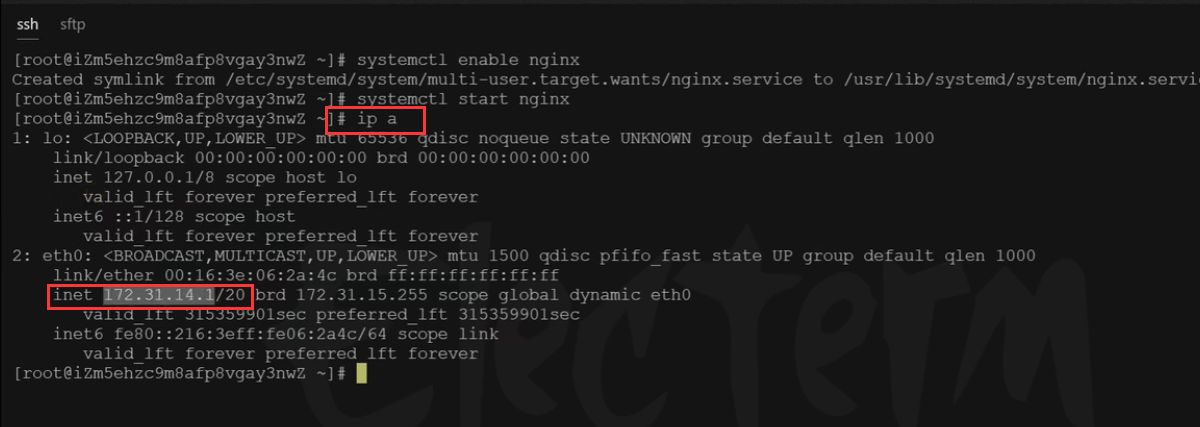 ssh sftp
[root@iZm5ehzc9m8afp8vgay3nwZ ~]# systemctl enable nginx
Created symlink from /etc/systemd/system/multi-user.target.wants/nginx.service to /usr/lib/systemd/system/nginx.servi
[root@iZm5ehzc9m8afp8vgay3nwZ ~]# systemctl start nginx
[root@iZm5ehzc9m8afp8vgay3nwZ ~]# ip a
1: lo: <LOOPBACK,UP,LOWER_UP> mtu 65536 qdisc noqueue state UNKNOWN group default qlen 1000
    link/loopback 00:00:00:00:00:00 brd 00:00:00:00:00:00
    inet 127.0.0.1/8 scope host lo
       valid_lft forever preferred_lft forever
    inet6 ::1/128 scope host
       valid_lft forever preferred_lft forever
2: eth0: <BROADCAST,MULTICAST,UP,LOWER_UP> mtu 1500 qdisc pfifo_fast state UP group default qlen 1000
    link/ether 00:16:3e:06:2a:4c brd ff:ff:ff:ff:ff:ff
    inet 172.31.14.1/20 brd 172.31.15.255 scope global dynamic eth0
       valid_lft 315359901sec preferred_lft 315359901sec
    inet6 fe80::216:3eff:fe06:2a4c/64 scope link
       valid_lft forever preferred_lft forever
[root@iZm5ehzc9m8afp8vgay3nwZ ~]#
electerm